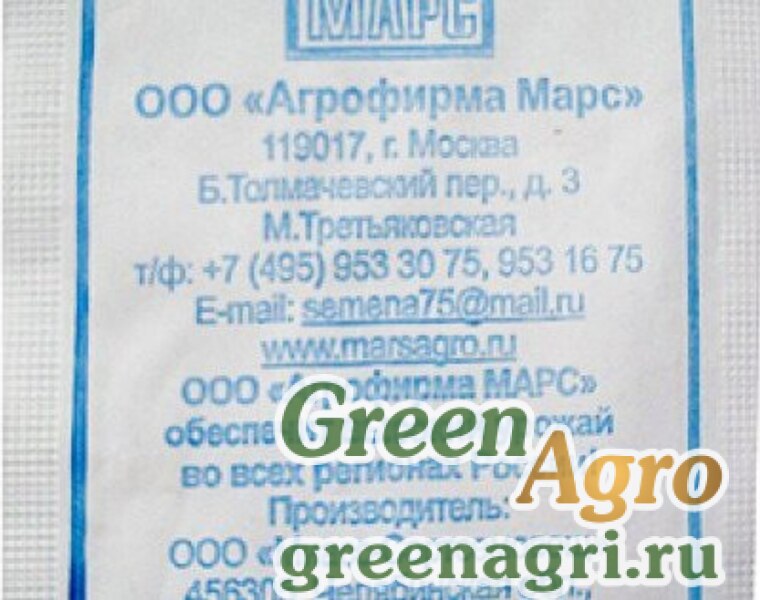 МАРС
ООО «Агрофирма Марс»
119017, г. Москва
Б.Толмачевский пер., д. 3
М.Третьяковская
т/ф: +7 (495) 953 30 75, 953 16 75
E-mail: semena75@mail.ru
www.marsagro.ru
ООО «Агрофирма МАРС»
во всех регионах России!
Производитель:
ООО
Green
Agro
greenagri.ru